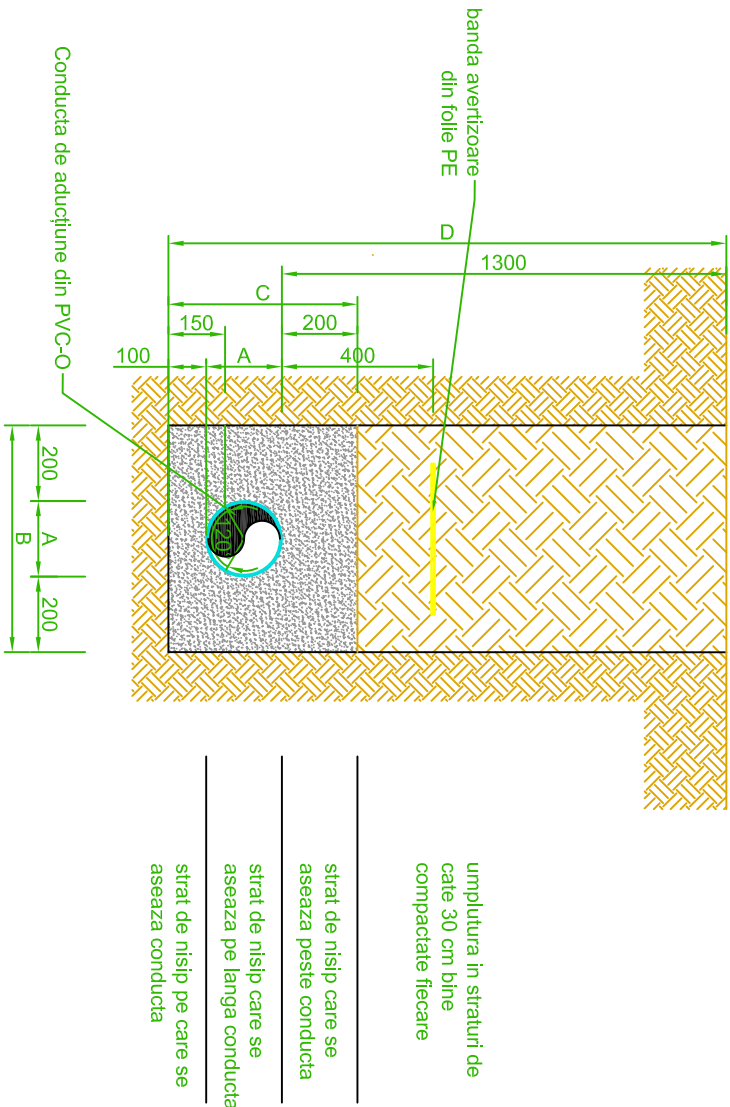 banda avertizoare
din folie PE
Conducta de aducțiune din PVC-O
D
1300
C
150
200
100
A
400
200
A
200
B
120
umplutura in straturi de
cate 30 cm bine
compactate fiecare
strat de nisip care se
aseaza peste conducta
strat de nisip care se
aseaza pe langa conducta
strat de nisip pe care se
aseaza conducta